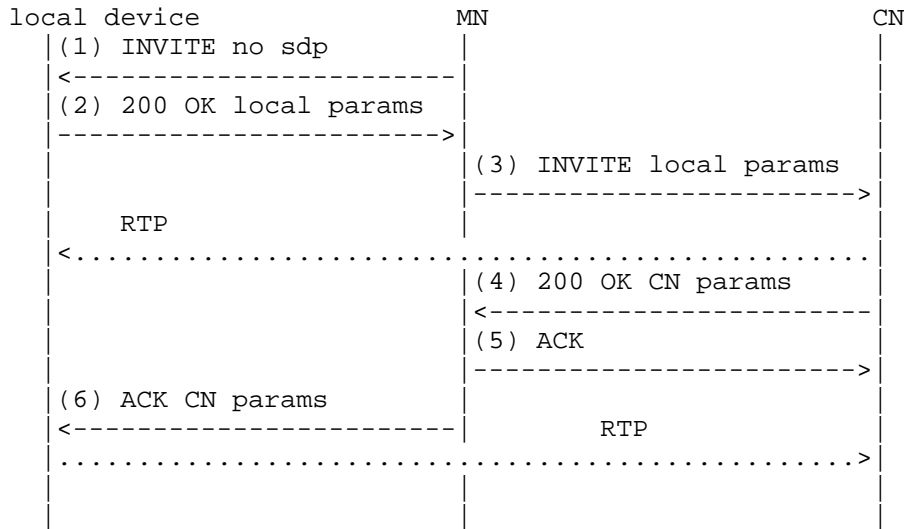 local device MN CN
(1) INVITE no sdp
(2) 200 OK local params
(3) INVITE local params
RTP
(4) 200 OK CN params
(5) ACK
(6) ACK CN params
RTP